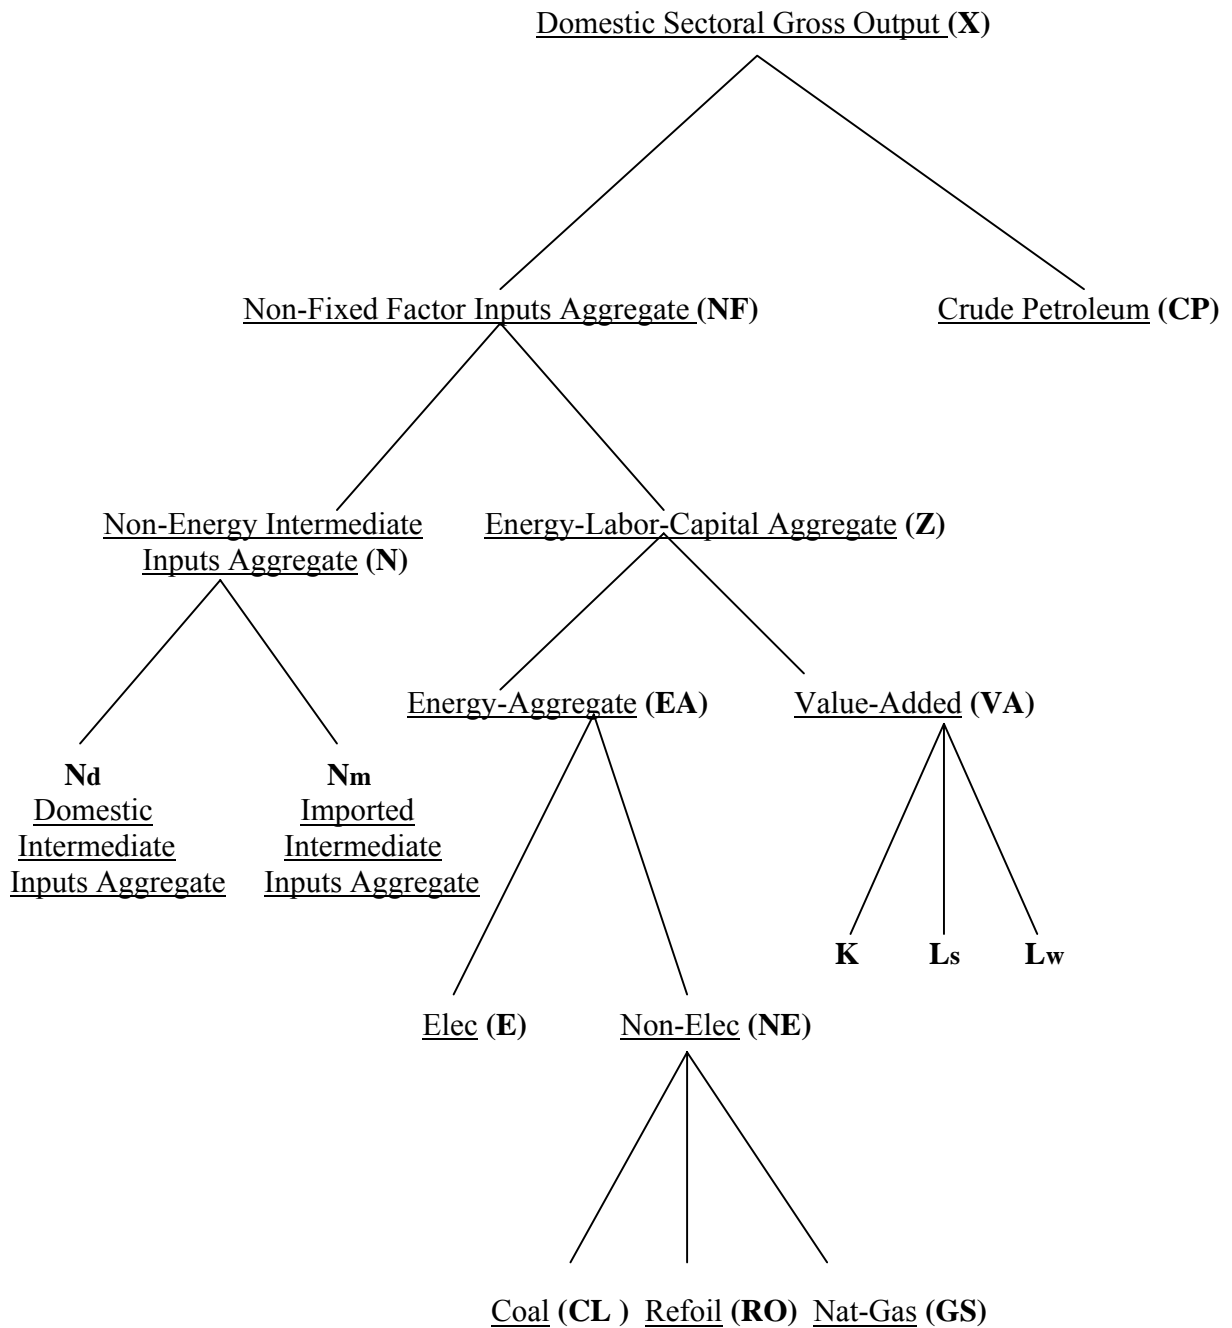 Domestic Sectoral Gross Output (X)
Non-Fixed Factor Inputs Aggregate (NF)
Crude Petroleum (CP)
Non-Energy Intermediate
Inputs Aggregate (N)
Energy-Labor-Capital Aggregate (Z)
Energy-Aggregate (EA)
Value-Added (VA)
Nd
Domestic
Intermediate
Inputs Aggregate
Nm
Imported
Intermediate
Inputs Aggregate
K
Ls
Lw
Elec (E)
Non-Elec (NE)
Coal (CL )
Refoil (RO)
Nat-Gas (GS)